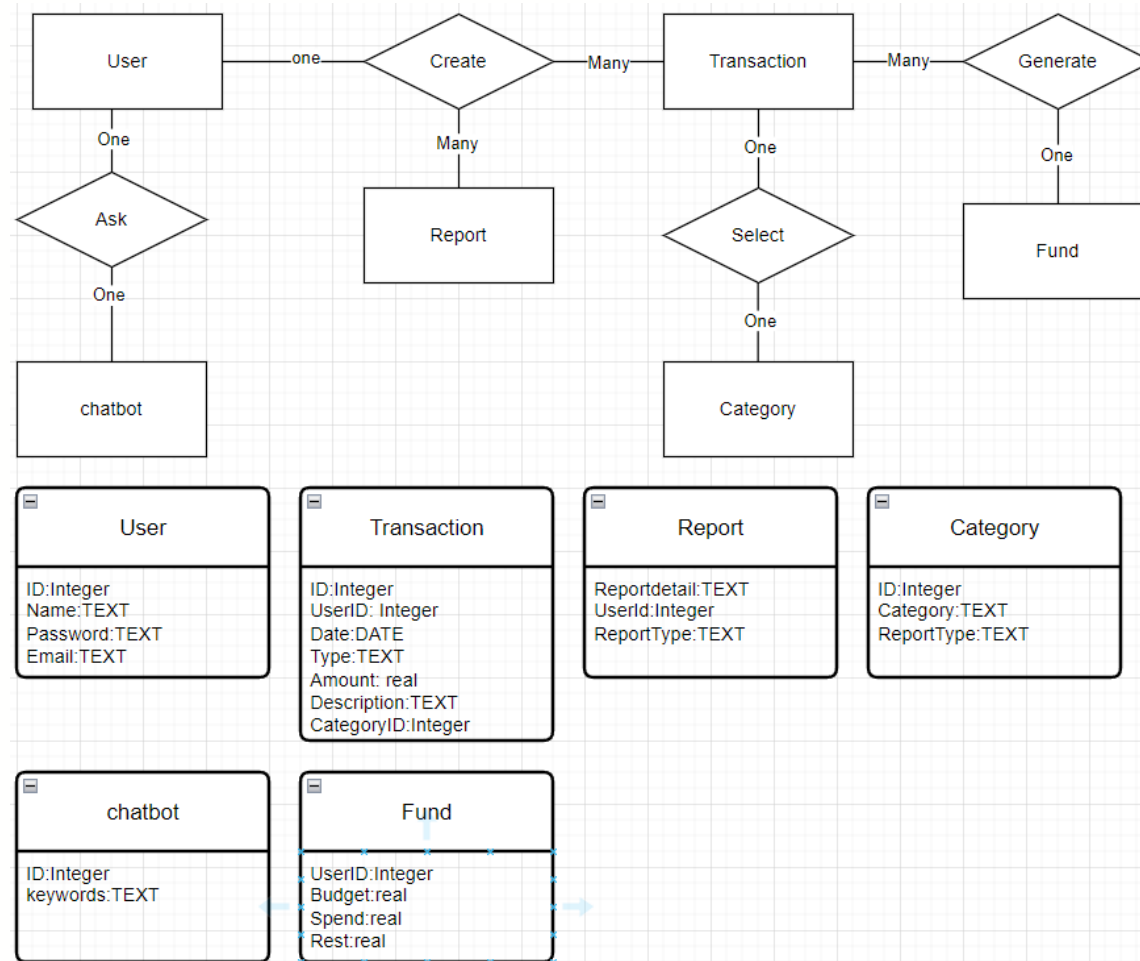 User
one
Create
Many
Transaction
Many
Generate
One
Many
One
One
Ask
Report
Select
Fund
One
One
chatbot
Category
User
ID:Integer
Name:TEXT
Password:TEXT
Email:TEXT
Transaction
ID:Integer
UserID: Integer
Date:DATE
Type:TEXT
Amount: real
Description:TEXT
CategoryID:Integer
Report
Reportdetail:TEXT
UserId:Integer
ReportType:TEXT
Category
ID:Integer
Category:TEXT
ReportType:TEXT
chatbot
ID:Integer
keywords:TEXT
Fund
UserID:Integer
Budget:real
Spend:real
Rest:real